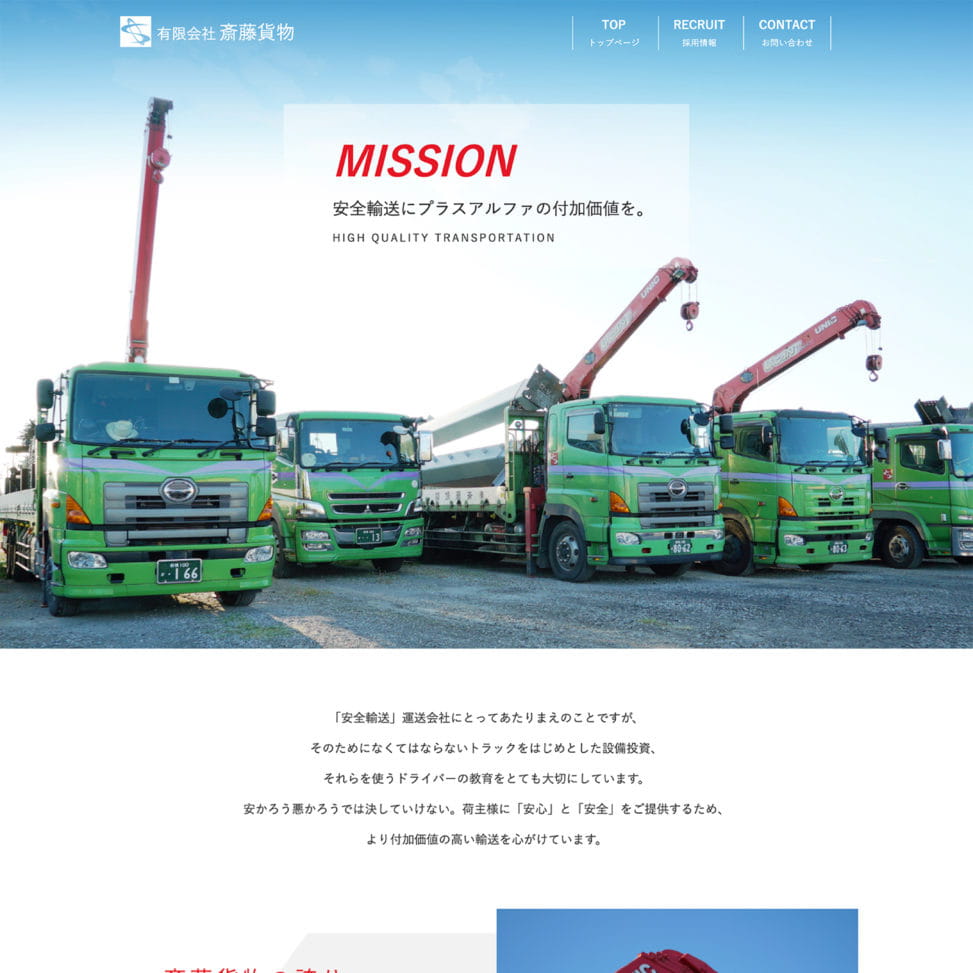 有限会社 斎藤貨物
TOP
トップページ
RECRUIT
採用情報
CONTACT
お問い合わせ
MISSION
安全輸送にプラスアルファの付加価値を。
HIGH QUALITY TRANSPORTATION
UNIC
UNIC
166
13
80-62
80-63
「安全輸送」運送会社にとってあたりまえのことですが、
そのためになくてはならないトラックをはじめとした設備投資、
それらを使うドライバーの教育をとても大切にしています。
安かろう悪かろうでは決していけない。荷主様に「安心」と「安全」をご提供するため、
より付加価値の高い輸送を心がけています。